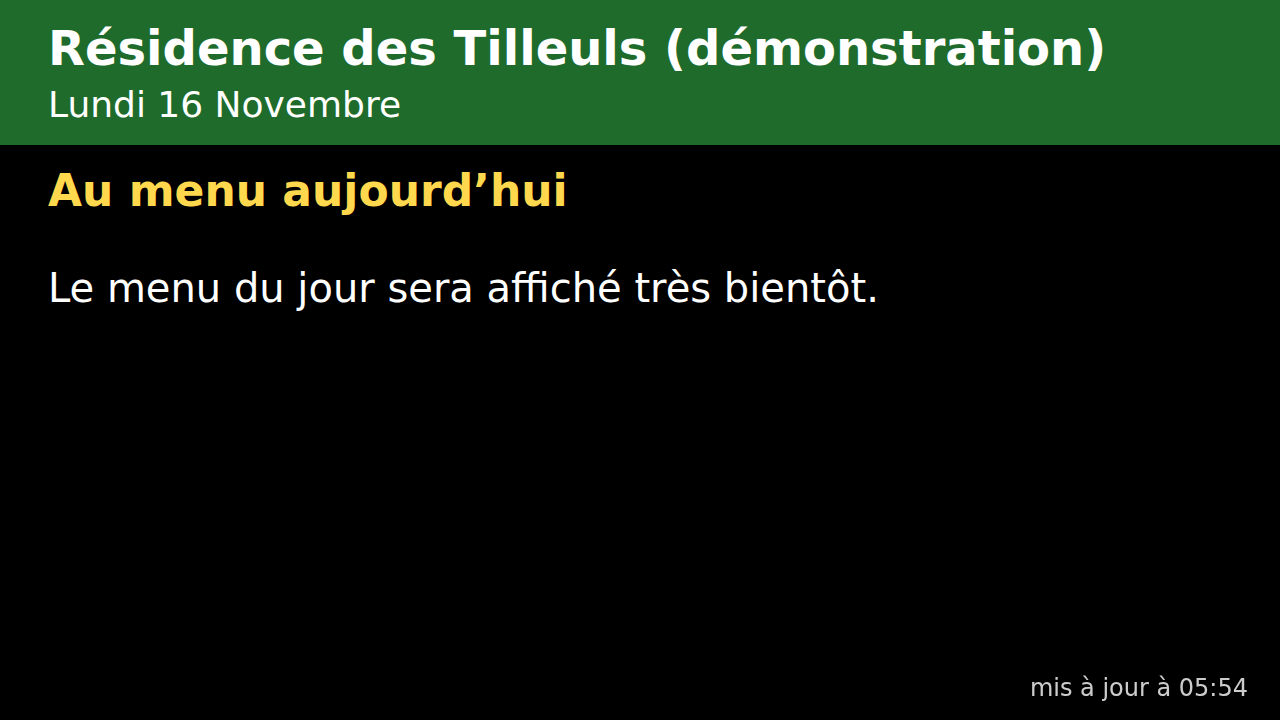 Résidence des Tilleuls (démonstration)
Lundi 16 Novembre
Au menu aujourd’hui
Le menu du jour sera affiché très bientôt.
mis à jour à 05:54